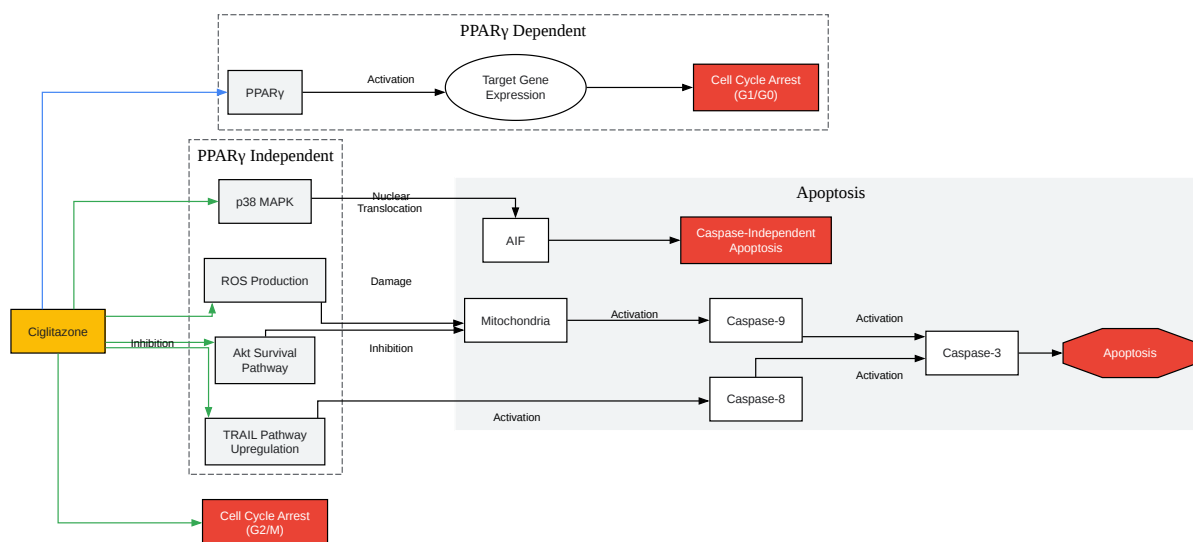 PPARγ Dependent
PPARγ
Activation
Target Gene
Expression
Cell Cycle Arrest
(G1/G0)
PPARγ Independent
p38 MAPK
Nuclear
Translocation
Apoptosis
AIF
Caspase-Independent
Apoptosis
ROS Production
Damage
Ciglitazone
Inhibition
Akt Survival
Pathway
Inhibition
Mitochondria
Activation
Caspase-9
Activation
Caspase-3
Apoptosis
Activation
Caspase-8
TRAIL Pathway
Upregulation
Activation
Cell Cycle Arrest
(G2/M)